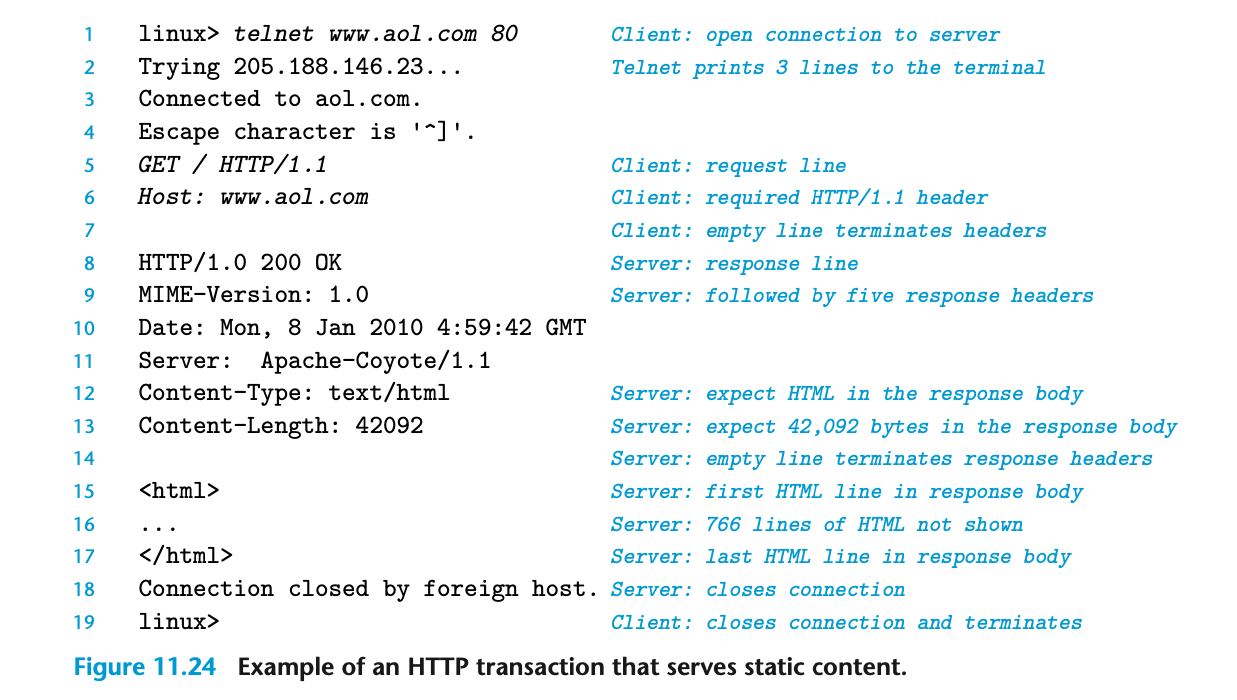 1 linux> telnet www.aol.com 80 Client: open connection to server
2 Trying 205.188.146.23... Telnet prints 3 lines to the terminal
3 Connected to aol.com.
4 Escape character is '^]'.
5 GET / HTTP/1.1 Client: request line
6 Host: www.aol.com Client: required HTTP/1.1 header
7 Client: empty line terminates headers
8 HTTP/1.0 200 OK Server: response line
9 MIME-Version: 1.0 Server: followed by five response headers
10 Date: Mon, 8 Jan 2010 4:59:42 GMT
11 Server: Apache-Coyote/1.1
12 Content-Type: text/html Server: expect HTML in the response body
13 Content-Length: 42092 Server: expect 42,092 bytes in the response body
14 Server: empty line terminates response headers
15 <html> Server: first HTML line in response body
16 ... Server: 766 lines of HTML not shown
17 </html> Server: last HTML line in response body
18 Connection closed by foreign host. Server: closes connection
19 linux> Client: closes connection and terminates
Figure 11.24 Example of an HTTP transaction that serves static content.